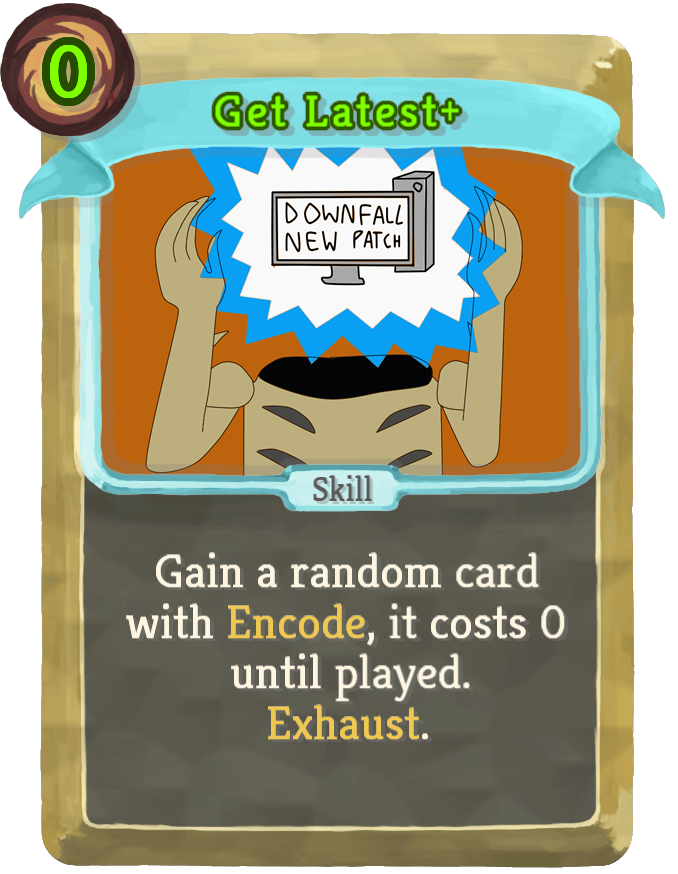 0
Get Latest+
DOWNFALL
NEW PATCH
Skill
Gain a random card
with Encode, it costs 0
until played.
Exhaust.